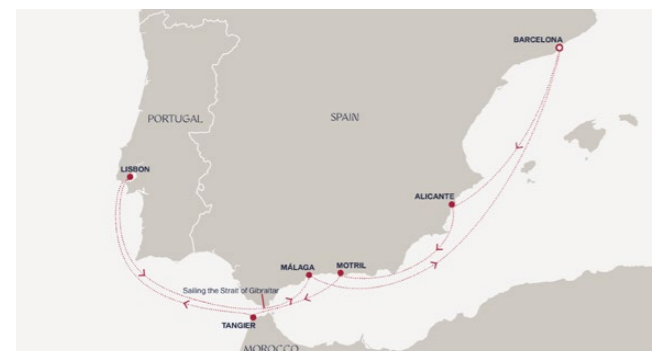 BARCELONA
PORTUGAL
SPAIN
LISBON
ALICANTE
MÁLAGA
MOTRIL
Sailing the Strait of Gibraltar
TANGIER
MOROCCO